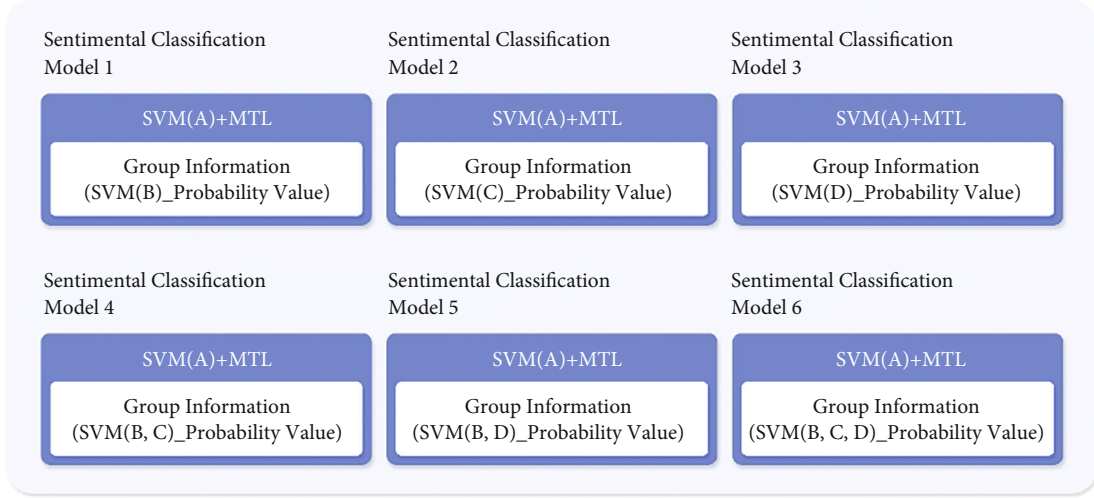 Sentimental Classification
Model 1
SVM(A)+MTL
Group Information
(SVM(B)_Probability Value)
Sentimental Classification
Model 2
SVM(A)+MTL
Group Information
(SVM(C)_Probability Value)
Sentimental Classification
Model 3
SVM(A)+MTL
Group Information
(SVM(D)_Probability Value)
Sentimental Classification
Model 4
SVM(A)+MTL
Group Information
(SVM(B, C)_Probability Value)
Sentimental Classification
Model 5
SVM(A)+MTL
Group Information
(SVM(B, D)_Probability Value)
Sentimental Classification
Model 6
SVM(A)+MTL
Group Information
(SVM(B, C, D)_Probability Value)